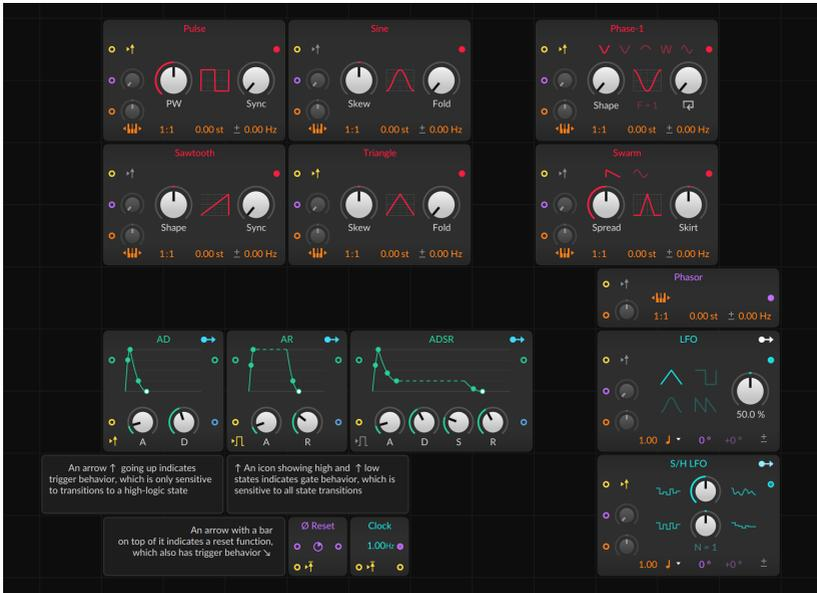 Pulse
Sine
Phase-1
PW
Sync
Skew
Fold
Shape
F = 1
1:1 0.00 st ± 0.00 Hz
1:1 0.00 st ± 0.00 Hz
1:1 0.00 st ± 0.00 Hz
Sawtooth
Triangle
Swarm
Shape
Sync
Skew
Fold
Spread
Skirt
1:1 0.00 st ± 0.00 Hz
1:1 0.00 st ± 0.00 Hz
1:1 0.00 st ± 0.00 Hz
Phasor
1:1 0.00 st ± 0.00 Hz
AD
AR
ADSR
LFO
50.0 %
A D
A R
A D S R
1.00 0° +0° ±
An arrow ↑ going up indicates
trigger behavior, which is only sensitive
to transitions to a high-logic state
↑ An icon showing high and ↑ low
states indicates gate behavior, which is
sensitive to all state transitions
S/H LFO
N = 1
1.00 0° +0° ±
An arrow with a bar
on top of it indicates a reset function,
which also has trigger behavior ↘
Ø Reset
Clock
1.00Hz